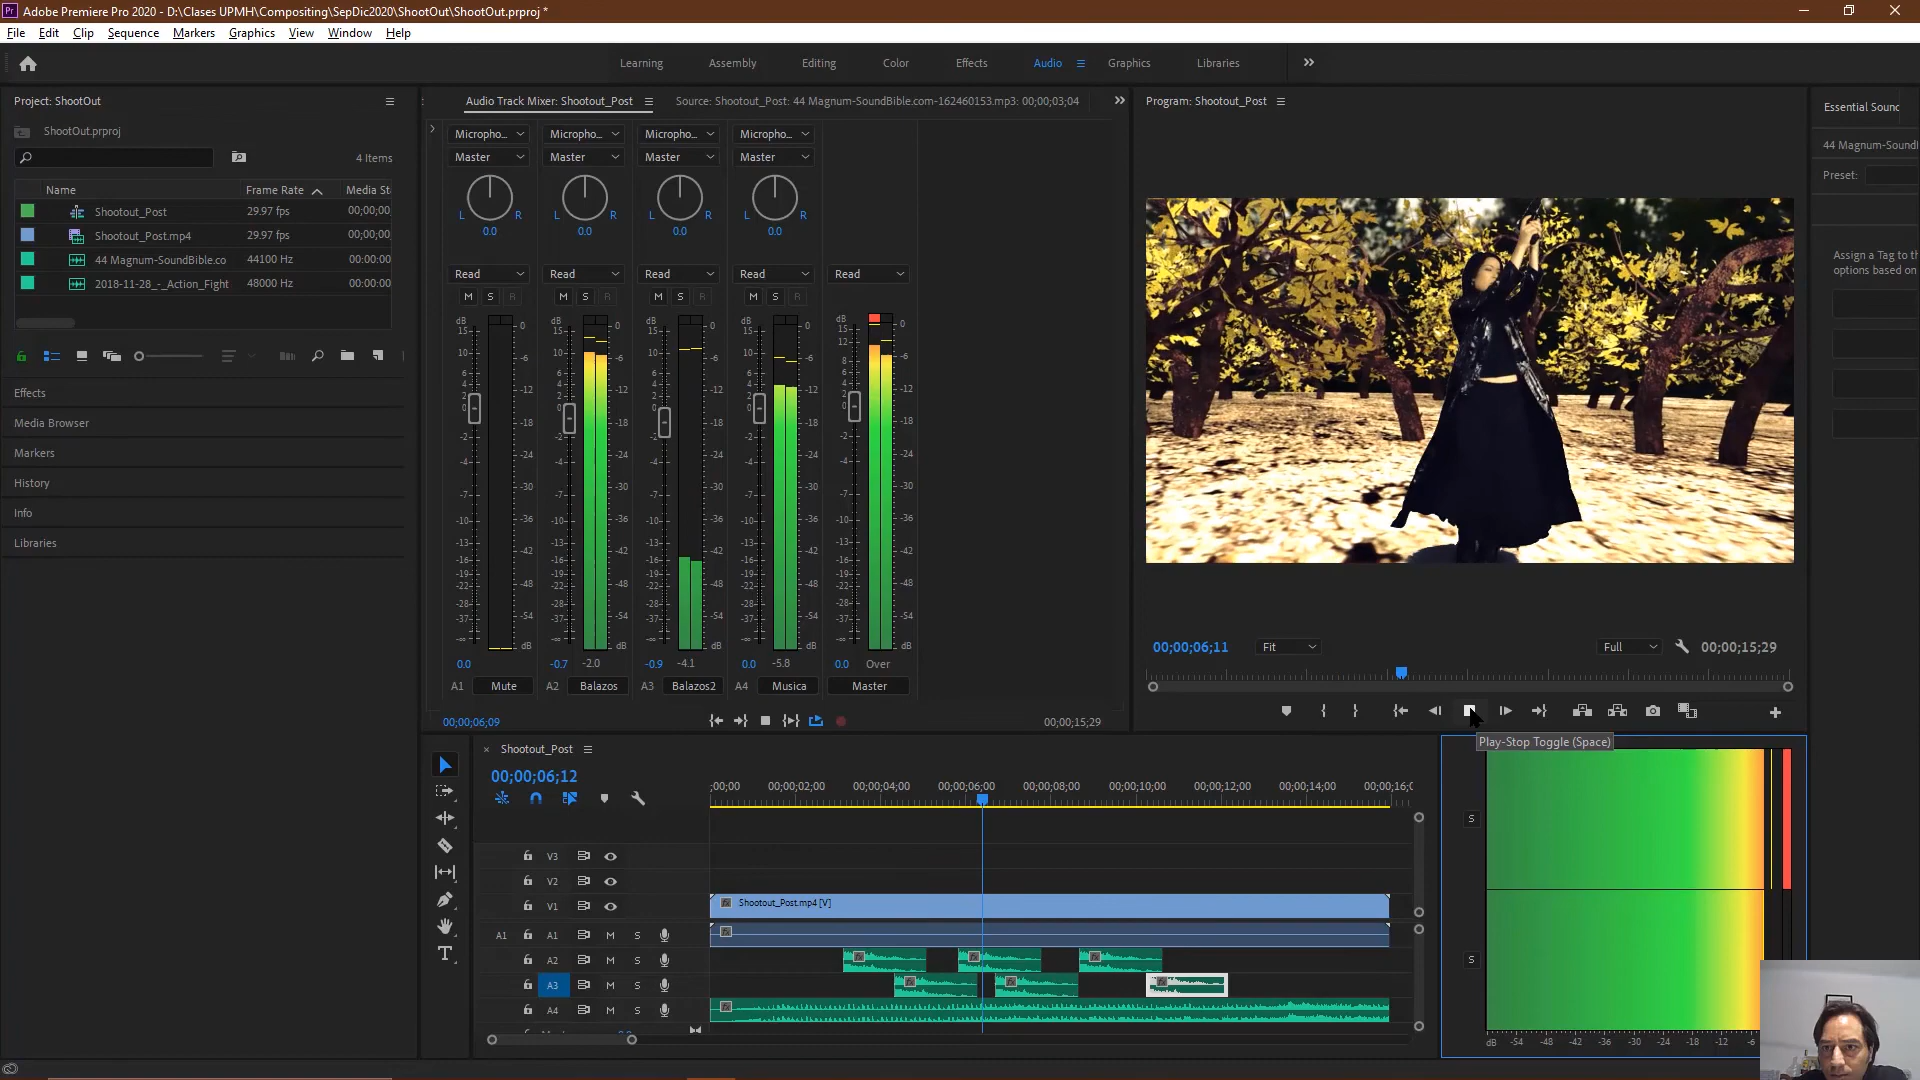 Adobe Premiere Pro 2020 - D:\Clases UPMH\Compositing\SepDic2020\ShootOut\ShootOut.prproj *
File Edit Clip Sequence Markers Graphics View Window Help
Learning Assembly Editing Color Effects Audio Graphics Libraries
Project: ShootOut
ShootOut.prproj
4 Items
Name Frame Rate Media St
Shootout_Post 29.97 fps 00;00;00
Shootout_Post.mp4 29.97 fps 00;00;00
44 Magnum-SoundBible.co 44100 Hz 00:00:00
2018-11-28_-_Action_Fight 48000 Hz 00:00:00
Effects
Media Browser
Markers
History
Info
Libraries
Audio Track Mixer: Shootout_Post Source: Shootout_Post: 44 Magnum-SoundBible.com-162460153.mp3: 00;00;03;04
Micropho... Micropho... Micropho... Micropho...
Master Master Master Master
L R L R L R L R
0.0 0.0 0.0 0.0
Read Read Read Read Read
M S R M S R M S R M S R
0.0 -0.7 -2.0 -0.9 -4.1 0.0 -5.8 0.0 Over
A1 Mute A2 Balazos A3 Balazos2 A4 Musica Master
00;00;06;09 00;00;15;29
Program: Shootout_Post
00;00;06;11 Fit Full 00;00;15;29
Play-Stop Toggle (Space)
Essential Sound
44 Magnum-SoundI
Preset:
Assign a Tag to th
options based on
Shootout_Post
00;00;06;12
;00;00 00;00;02;00 00;00;04;00 00;00;06;00 00;00;08;00 00;00;10;00 00;00;12;00 00;00;14;00 00;00;16;0
V3
V2
V1 Shootout_Post.mp4 [V]
A1 A1 M S
A2 M S
A3 M S
A4 M S
S
S
dB -54 -48 -42 -36 -30 -24 -18 -12 -6